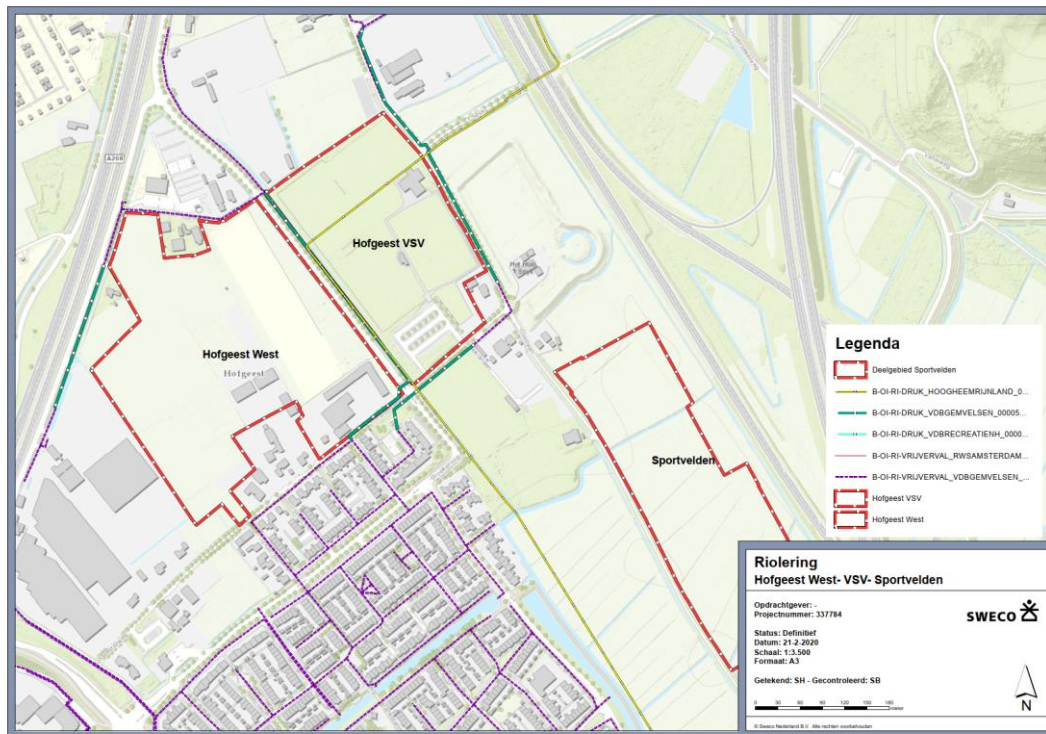 A208
Hofgeest VSV
Hofgeest West
Hofgeest
Sportvelden
Legenda
Deelgebied Sportvelden
B-OI-RI-DRUK_HOOGHEEMRIJNLAND_0...
B-OI-RI-DRUK_VDBGEMVELSEN_00005...
B-OI-RI-DRUK_VDBRECREATIENH_0000...
B-OI-RI-VRIJVERVAL_RWSAMSTERDAM...
B-OI-RI-VRIJVERVAL_VDBGEMVELSEN_...
Hofgeest VSV
Hofgeest West
Riolering
Hofgeest West- VSV- Sportvelden
Opdrachtgever: -
Projectnummer: 337784
SWECO
Status: Definitief
Datum: 21-2-2020
Schaal: 1:3.500
Formaat: A3
Getekend: SH - Gecontroleerd: SB
0 30 60 90 120 150 180
meter
N
© Sweco Nederland B.V. Alle rechten voorbehouden